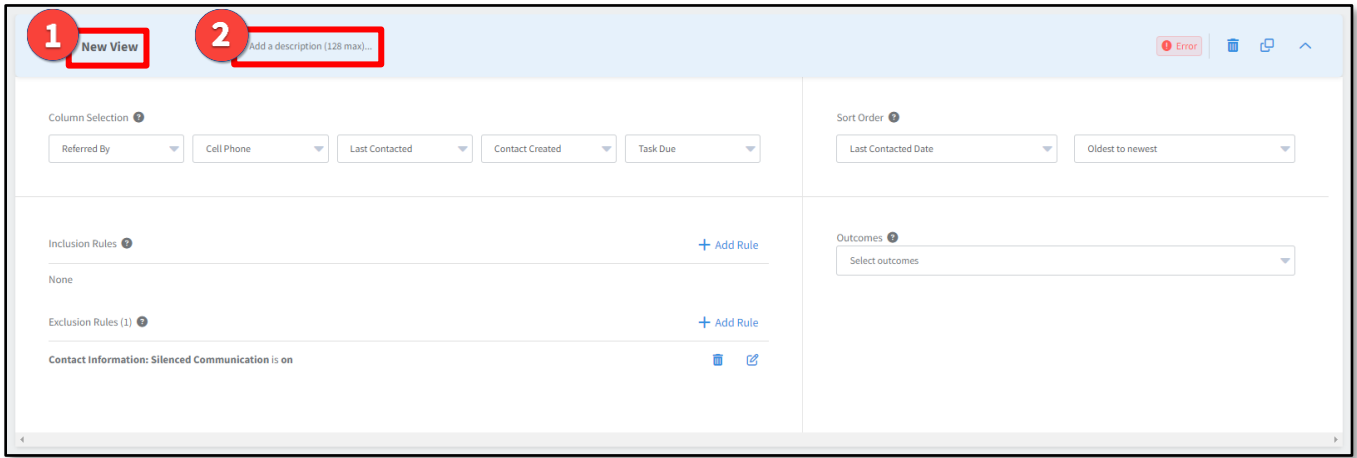 1 New View 2 Add a description (128 max)... Error
Column Selection ? Sort Order ?
Referred By Cell Phone Last Contacted Contact Created Task Due Last Contacted Date Oldest to newest
Inclusion Rules ? + Add Rule Outcomes ?
Select outcomes
None
Exclusion Rules (1) ? + Add Rule
Contact Information: Silenced Communication is on